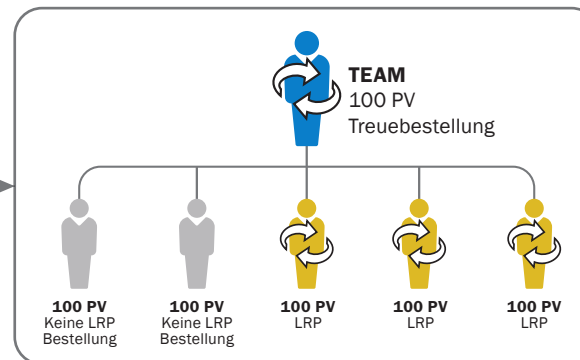 TEAM
100 PV
Treuebestellung
100 PV
Keine LRP
Bestellung
100 PV
Keine LRP
Bestellung
100 PV
LRP
100 PV
LRP
100 PV
LRP